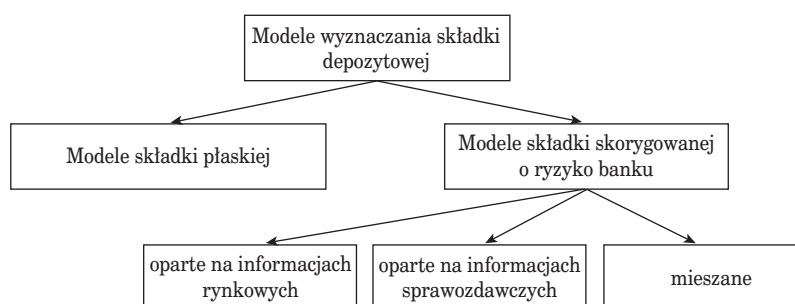 Modele wyznaczania składki
depozytowej
Modele składki płaskiej
Modele składki skorygowanej
o ryzyko banku
oparte na informacjach
rynkowych
oparte na informacjach
sprawozdawczych
mieszane